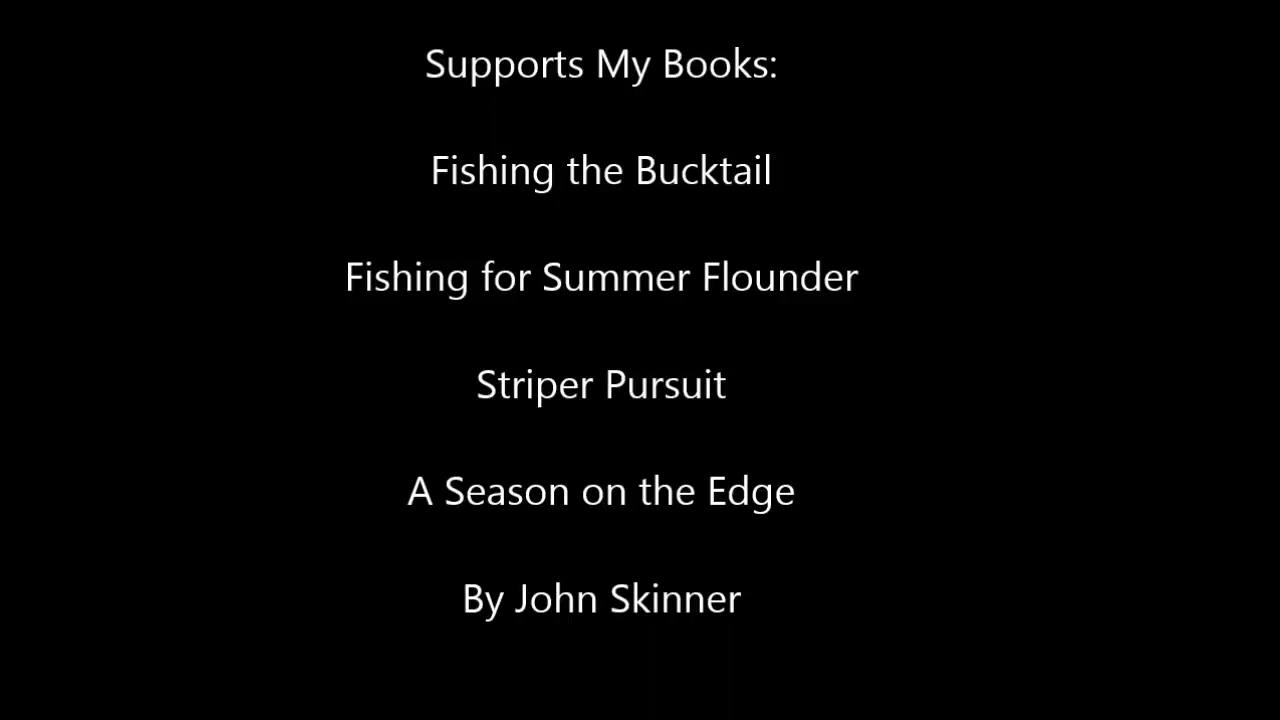 Supports My Books:
Fishing the Bucktail
Fishing for Summer Flounder
Striper Pursuit
A Season on the Edge
By John Skinner